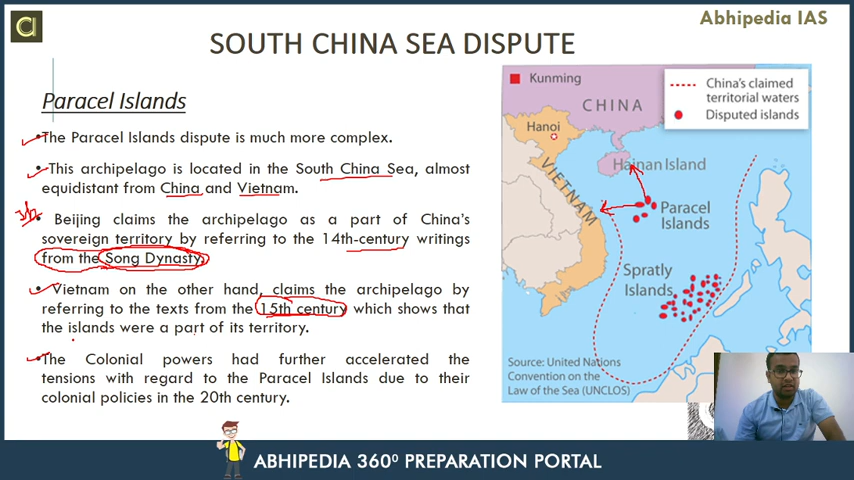 a
Abhipedia IAS
SOUTH CHINA SEA DISPUTE
Paracel Islands
•The Paracel Islands dispute is much more complex.
• This archipelago is located in the South China Sea, almost
equidistant from China and Vietnam.
• Beijing claims the archipelago as a part of China's
sovereign territory by referring to the 14th-century writings
from the Song Dynasty.
• Vietnam on the other hand, claims the archipelago by
referring to the texts from the 15th century which shows that
the islands were a part of its territory.
•The Colonial powers had further accelerated the
tensions with regard to the Paracel Islands due to their
colonial policies in the 20th century.
Kunming
CHINA
China's claimed
territorial waters
Disputed islands
Hanoi
Hainan Island
VIETNAM
Paracel
Islands
Spratly
Islands
Source: United Nations
Convention on the
Law of the Sea (UNCLOS)
ABHIPEDIA 360⁰ PREPARATION PORTAL